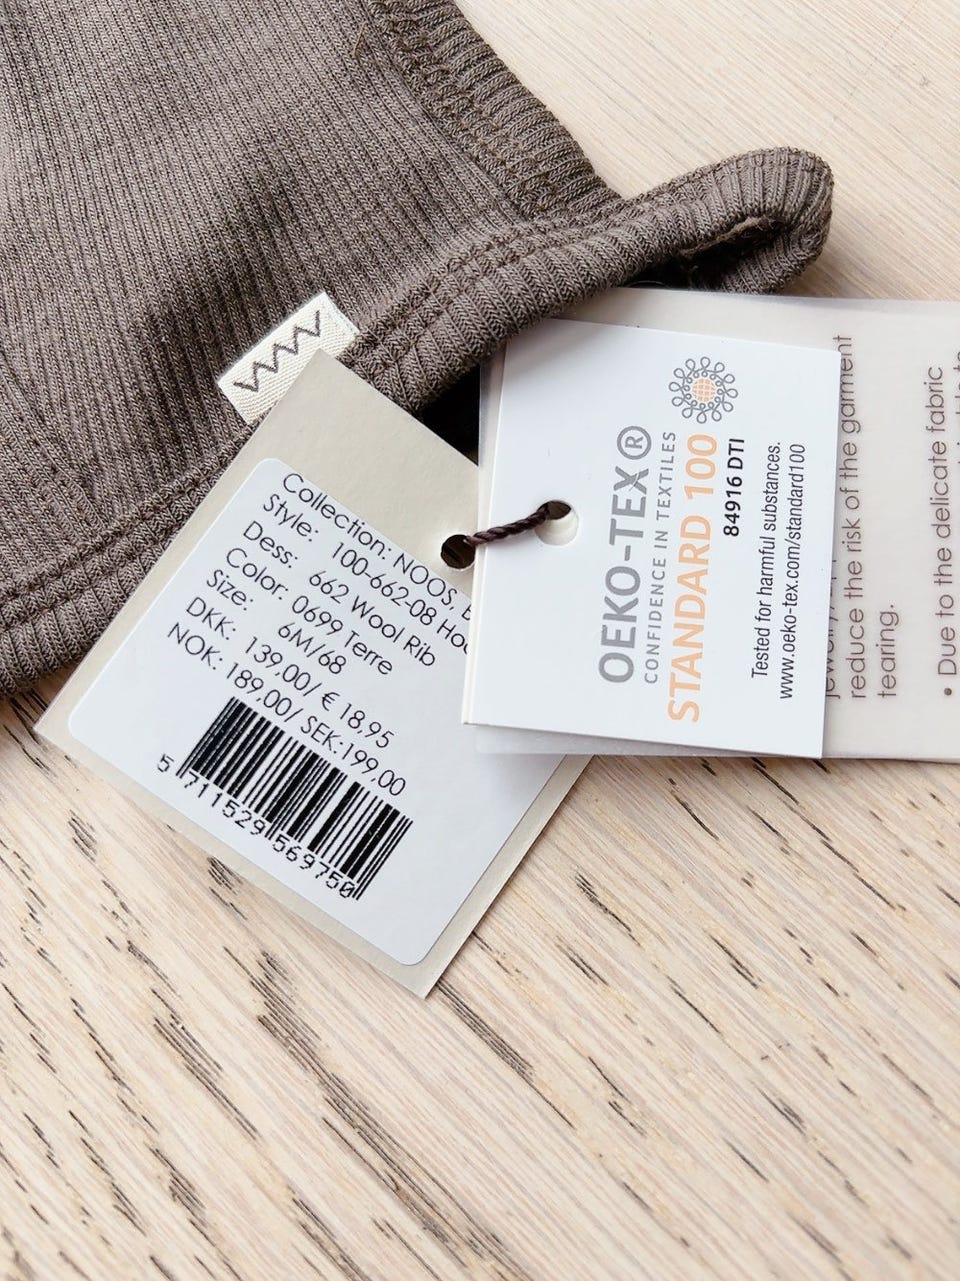 Collection: NOOS,
Style: 100-662-08
Dess: 662 Wool Rib
Color: 0699 Terre
Size: 6M/68
DKK: 139,00/ € 18,95
NOK: 189,00/ SEK:199,00
5 711529 569750
OEKO-TEX®
CONFIDENCE IN TEXTILES
STANDARD 100
84916 DTI
Tested for harmful substances.
www.oeko-tex.com/standard100
reduce the risk of the garment
tearing.
• Due to the delicate fabric